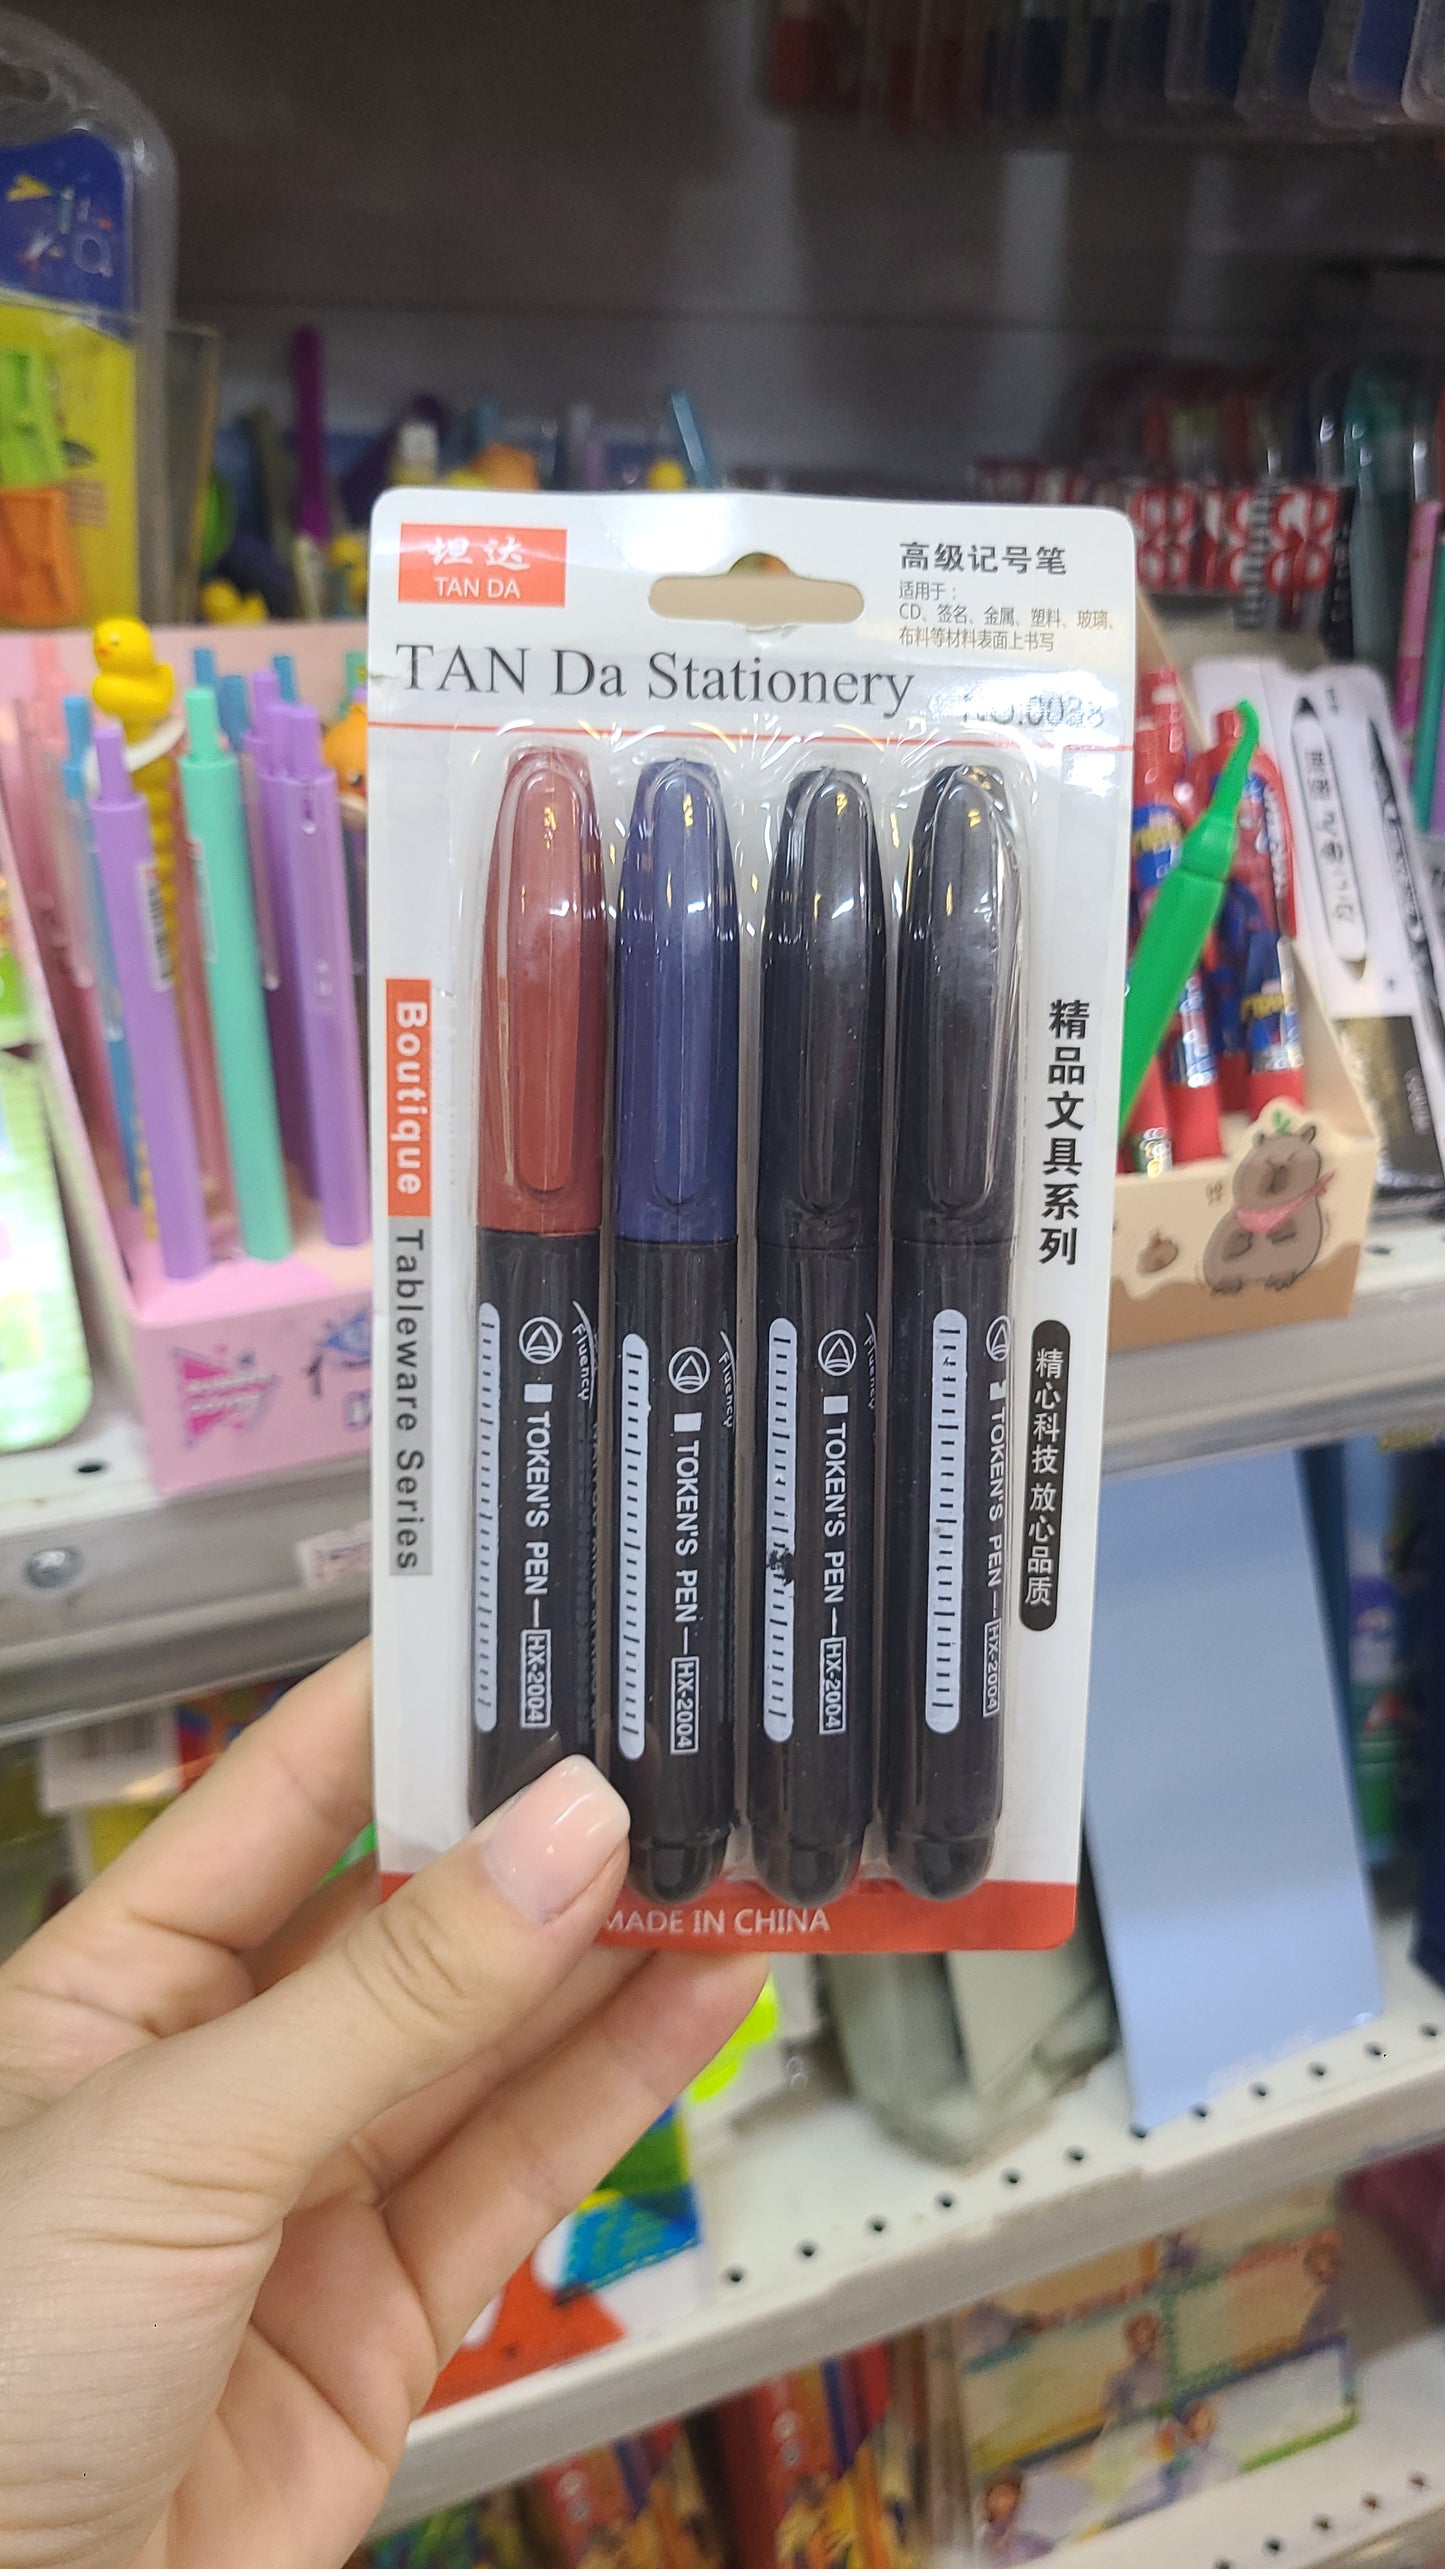 坦达
TAN DA
高级记号笔
适用于：
CD、签名、金属、塑料、玻璃、
布料等材料表面上书写
TAN Da Stationery
NO.0038
Boutique Tableware Series
精品文具系列
精心科技 放心品质
Fluency
TOKEN'S PEN—HX-2004
Fluency
TOKEN'S PEN—HX-2004
Fluency
TOKEN'S PEN—HX-2004
TOKEN'S PEN—HX-2004
MADE IN CHINA